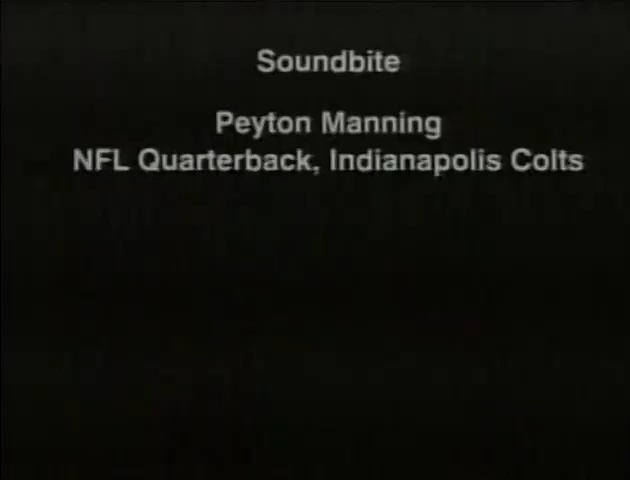 Soundbite
Peyton Manning
NFL Quarterback, Indianapolis Colts